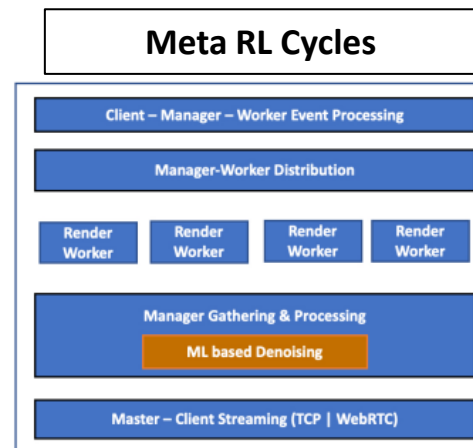 Meta RL Cycles
Client – Manager – Worker Event Processing
Manager-Worker Distribution
Render Render Render Render
Worker Worker Worker Worker
Manager Gathering & Processing
ML based Denoising
Master – Client Streaming (TCP | WebRTC)